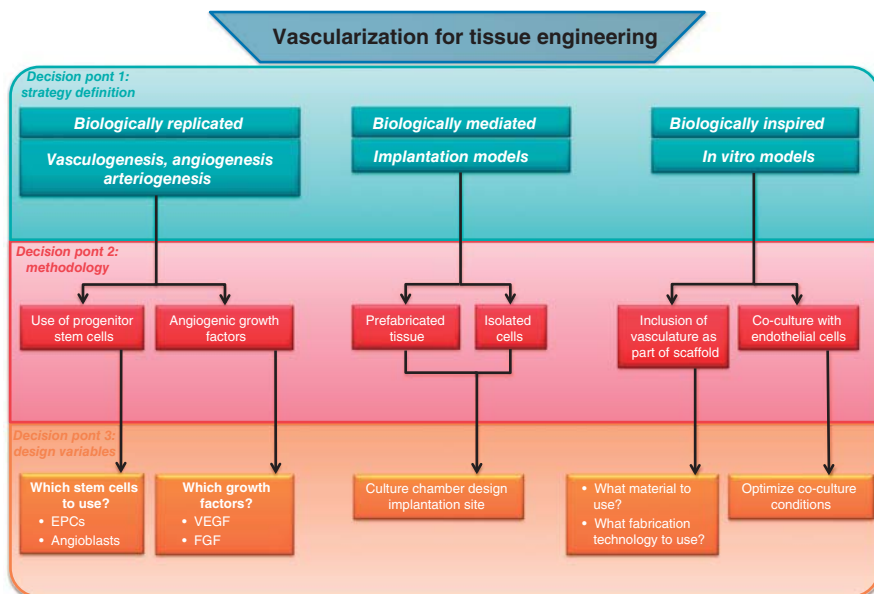 Vascularization for tissue engineering
Decision pont 1:
strategy definition
Biologically replicated
Vasculogenesis, angiogenesis
arteriogenesis
Biologically mediated
Implantation models
Biologically inspired
In vitro models
Decision pont 2:
methodology
Use of progenitor
stem cells
Angiogenic growth
factors
Prefabricated
tissue
Isolated
cells
Inclusion of
vasculature as
part of scaffold
Co-culture with
endothelial cells
Decision pont 3:
design variables
Which stem cells
to use?
• EPCs
• Angioblasts
Which growth
factors?
• VEGF
• FGF
Culture chamber design
implantation site
• What material to
use?
• What fabrication
technology to use?
Optimize co-culture
conditions